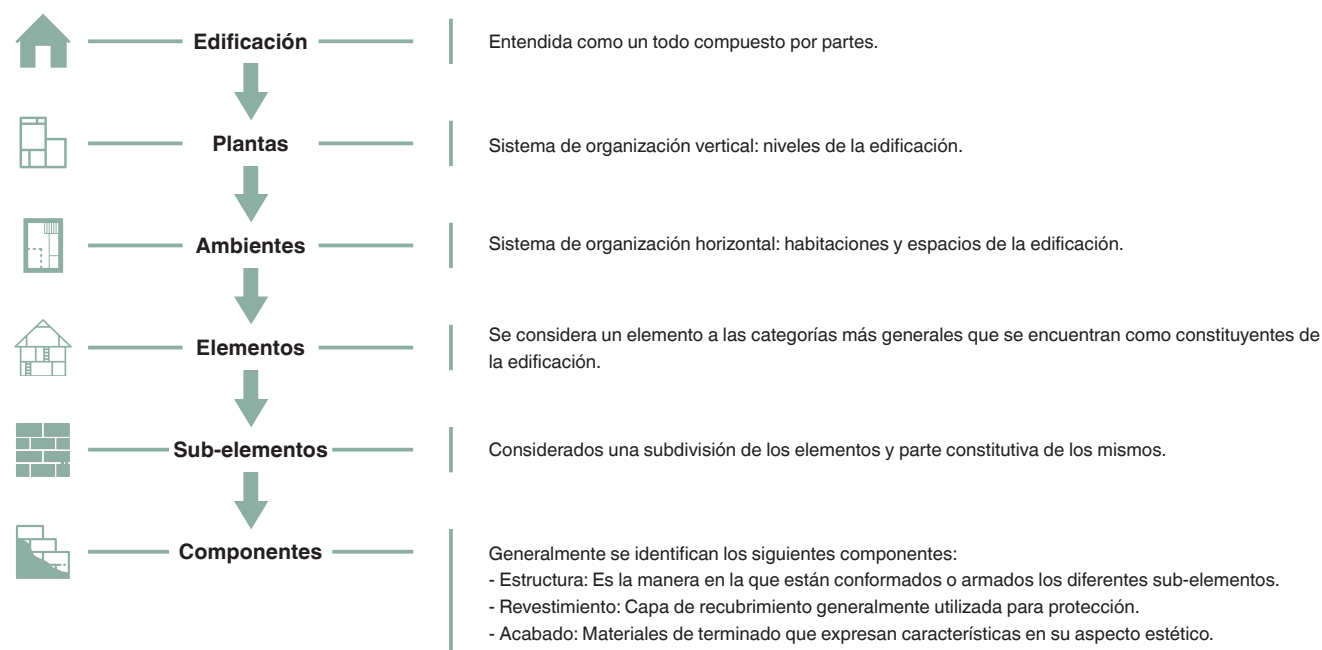 Edificación
Entendida como un todo compuesto por partes.
Plantas
Sistema de organización vertical: niveles de la edificación.
Ambientes
Sistema de organización horizontal: habitaciones y espacios de la edificación.
Elementos
Se considera un elemento a las categorías más generales que se encuentran como constituyentes de
la edificación.
Sub-elementos
Considerados una subdivisión de los elementos y parte constitutiva de los mismos.
Componentes
Generalmente se identifican los siguientes componentes:
- Estructura: Es la manera en la que están conformados o armados los diferentes sub-elementos.
- Revestimiento: Capa de recubrimiento generalmente utilizada para protección.
- Acabado: Materiales de terminado que expresan características en su aspecto estético.